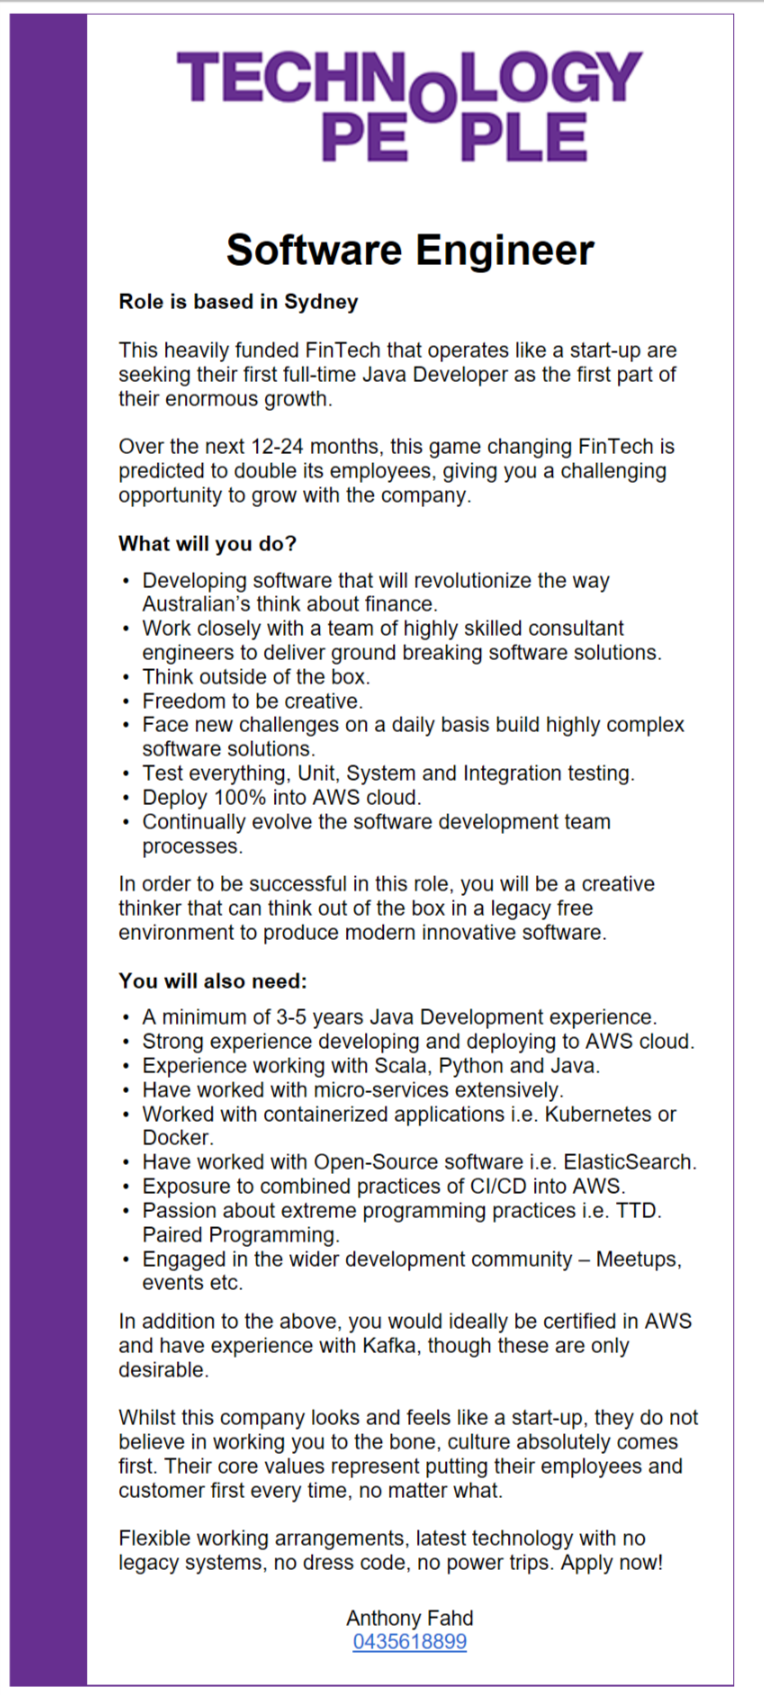 TECHNOLOGY
PEOPLE
Software Engineer
Role is based in Sydney
This heavily funded FinTech that operates like a start-up are
seeking their first full-time Java Developer as the first part of
their enormous growth.
Over the next 12-24 months, this game changing FinTech is
predicted to double its employees, giving you a challenging
opportunity to grow with the company.
What will you do?
• Developing software that will revolutionize the way
Australian’s think about finance.
• Work closely with a team of highly skilled consultant
engineers to deliver ground breaking software solutions.
• Think outside of the box.
• Freedom to be creative.
• Face new challenges on a daily basis build highly complex
software solutions.
• Test everything, Unit, System and Integration testing.
• Deploy 100% into AWS cloud.
• Continually evolve the software development team
processes.
In order to be successful in this role, you will be a creative
thinker that can think out of the box in a legacy free
environment to produce modern innovative software.
You will also need:
• A minimum of 3-5 years Java Development experience.
• Strong experience developing and deploying to AWS cloud.
• Experience working with Scala, Python and Java.
• Have worked with micro-services extensively.
• Worked with containerized applications i.e. Kubernetes or
Docker.
• Have worked with Open-Source software i.e. ElasticSearch.
• Exposure to combined practices of CI/CD into AWS.
• Passion about extreme programming practices i.e. TTD.
Paired Programming.
• Engaged in the wider development community – Meetups,
events etc.
In addition to the above, you would ideally be certified in AWS
and have experience with Kafka, though these are only
desirable.
Whilst this company looks and feels like a start-up, they do not
believe in working you to the bone, culture absolutely comes
first. Their core values represent putting their employees and
customer first every time, no matter what.
Flexible working arrangements, latest technology with no
legacy systems, no dress code, no power trips. Apply now!
Anthony Fahd
0435618899